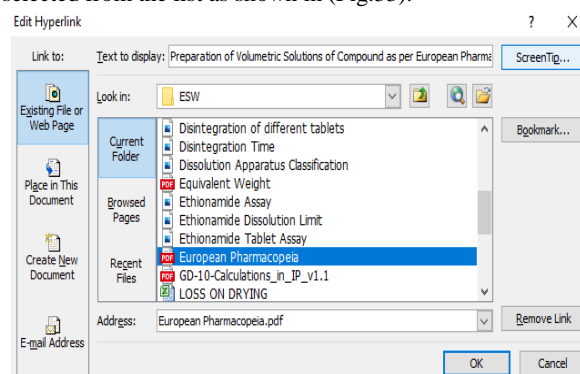 selected from the list as shown in (Fig.33).
Edit Hyperlink ? X
Link to:
Text to display: Preparation of Volumetric Solutions of Compound as per European Pharma
ScreenTip...
Existing File or
Web Page
Place in This
Document
Create New
Document
E-mail Address
Look in: ESW
Bookmark...
Current
Folder
Browsed
Pages
Recent
Files
Disintegration of different tablets
Disintegration Time
Dissolution Apparatus Classification
PDF Equivalent Weight
Ethionamide Assay
Ethionamide Dissolution Limit
Ethionamide Tablet Assay
PDF European Pharmacopeia
PDF GD-10-Calculations_in_IP_v1.1
LOSS ON DRYING
Address: European Pharmacopeia.pdf
Remove Link
OK
Cancel